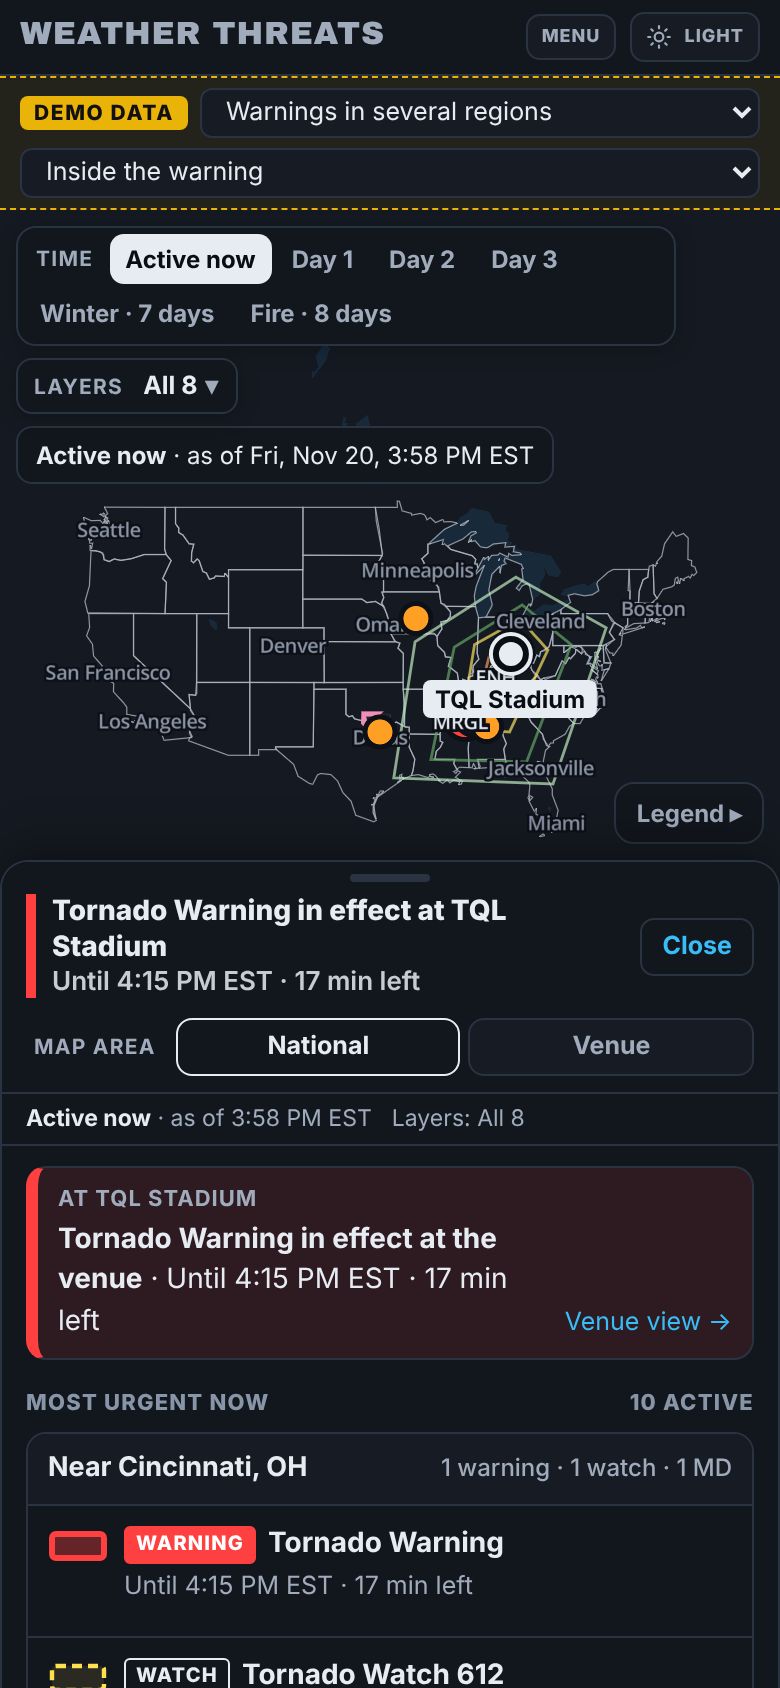 WEATHER THREATS
MENU
LIGHT
DEMO DATA
Warnings in several regions
Inside the warning
TIME
Active now
Day 1
Day 2
Day 3
Winter · 7 days
Fire · 8 days
LAYERS All 8 ▾
Active now · as of Fri, Nov 20, 3:58 PM EST
Seattle
Minneapolis
Boston
Cleveland
Denver
San Francisco
TQL Stadium
Los Angeles
MRGL
Jacksonville
Miami
Legend ▸
Tornado Warning in effect at TQL
Stadium
Until 4:15 PM EST · 17 min left
Close
MAP AREA
National
Venue
Active now · as of 3:58 PM EST Layers: All 8
AT TQL STADIUM
Tornado Warning in effect at the
venue · Until 4:15 PM EST · 17 min
left
Venue view →
MOST URGENT NOW
10 ACTIVE
Near Cincinnati, OH
1 warning · 1 watch · 1 MD
WARNING Tornado Warning
Until 4:15 PM EST · 17 min left
WATCH Tornado Watch 612